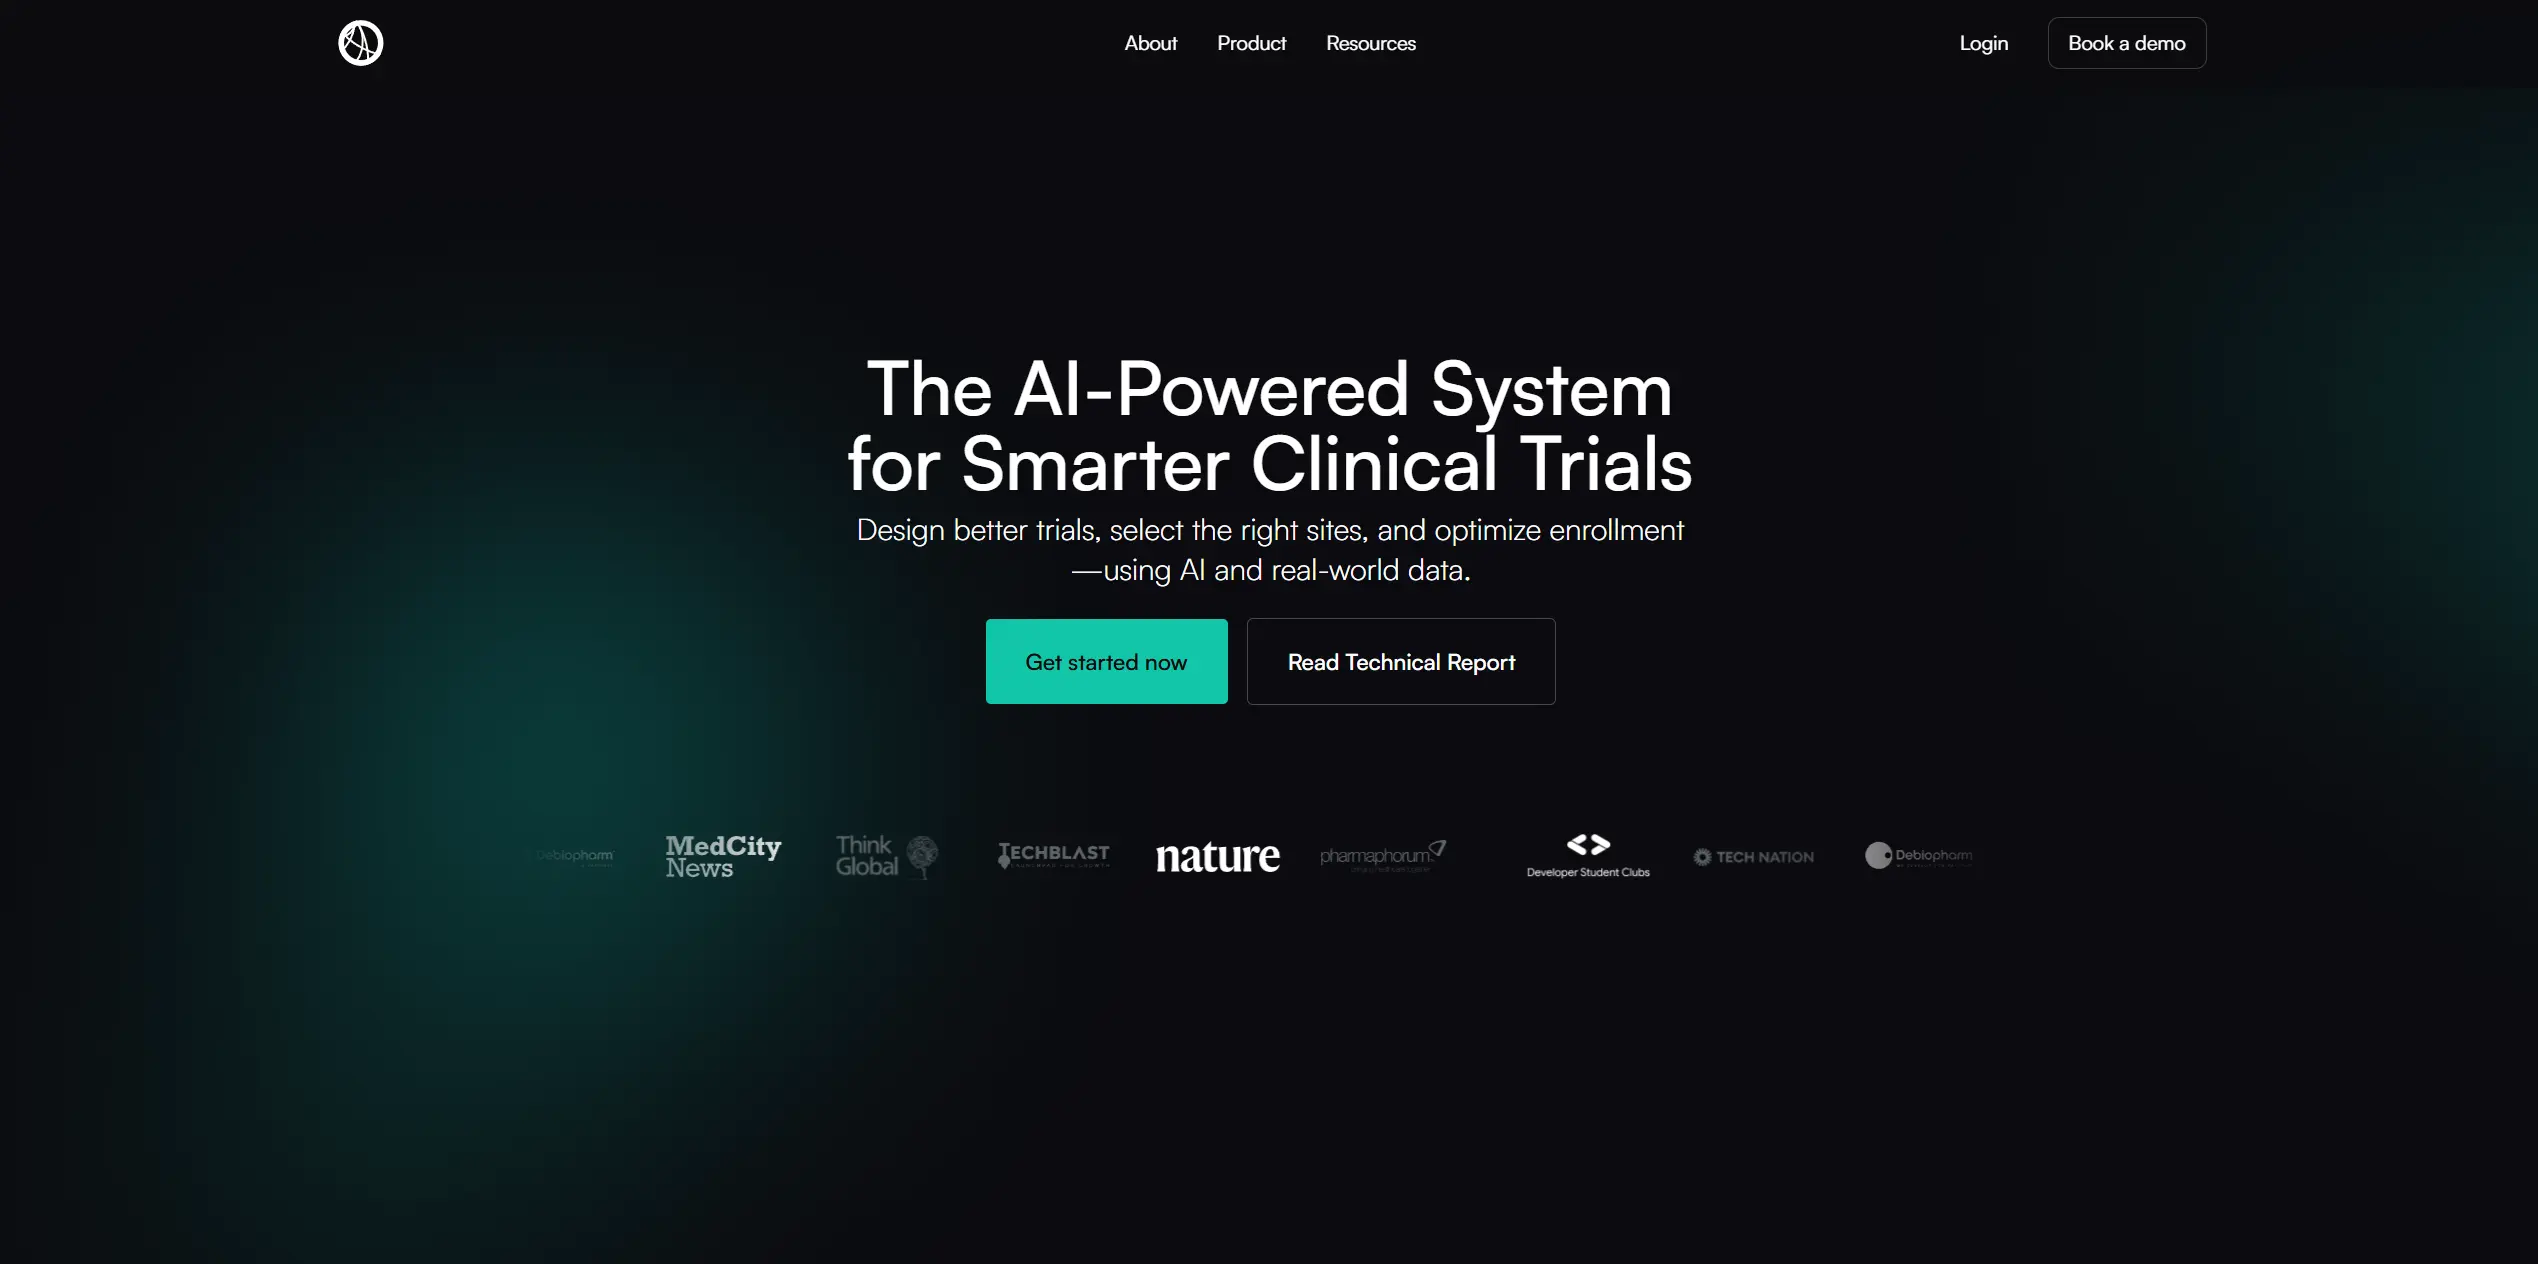 About
Product
Resources
Login
Book a demo
The AI-Powered System
for Smarter Clinical Trials
Design better trials, select the right sites, and optimize enrollment
—using AI and real-world data.
Get started now
Read Technical Report
Debiopharm
MedCity
News
Think
Global
TECHBLAST
nature
pharmaphorum
Developer Student Clubs
TECH NATION
Debiopharm